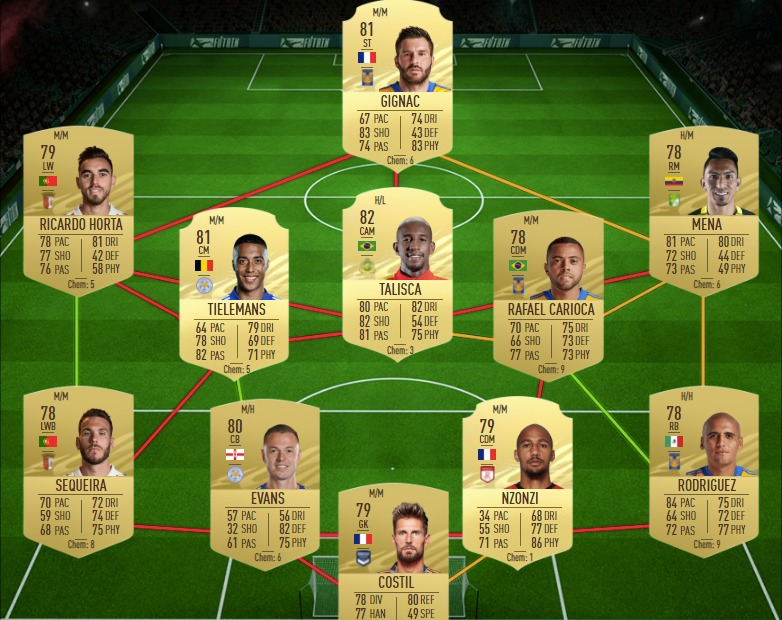 M/M
81
ST
GIGNAC
67 PAC 74 DRI
83 SHO 43 DEF
74 PAS 83 PHY
Chem: 6
M/M
79
LW
RICARDO HORTA
78 PAC 81 DRI
77 SHO 42 DEF
76 PAS 58 PHY
Chem: 5
H/M
78
RM
MENA
81 PAC 80 DRI
72 SHO 44 DEF
73 PAS 49 PHY
Chem: 6
M/M
81
CM
TIELEMANS
64 PAC 79 DRI
78 SHO 69 DEF
82 PAS 71 PHY
Chem: 5
H/L
82
CAM
TALISCA
80 PAC 82 DRI
82 SHO 54 DEF
81 PAS 75 PHY
Chem: 3
M/M
78
CDM
RAFAEL CARIOCA
70 PAC 75 DRI
66 SHO 73 DEF
77 PAS 73 PHY
Chem: 9
M/M
78
LWB
SEQUEIRA
70 PAC 72 DRI
59 SHO 74 DEF
68 PAS 75 PHY
Chem: 8
M/H
80
CB
EVANS
57 PAC 56 DRI
32 SHO 82 DEF
61 PAS 75 PHY
Chem: 6
M/M
79
CDM
NZONZI
34 PAC 68 DRI
55 SHO 77 DEF
71 PAS 86 PHY
Chem: 1
H/H
78
RB
RODRIGUEZ
84 PAC 75 DRI
64 SHO 72 DEF
72 PAS 77 PHY
Chem: 9
M/M
79
GK
COSTIL
78 DIV 80 REF
77 HAN 49 SPE